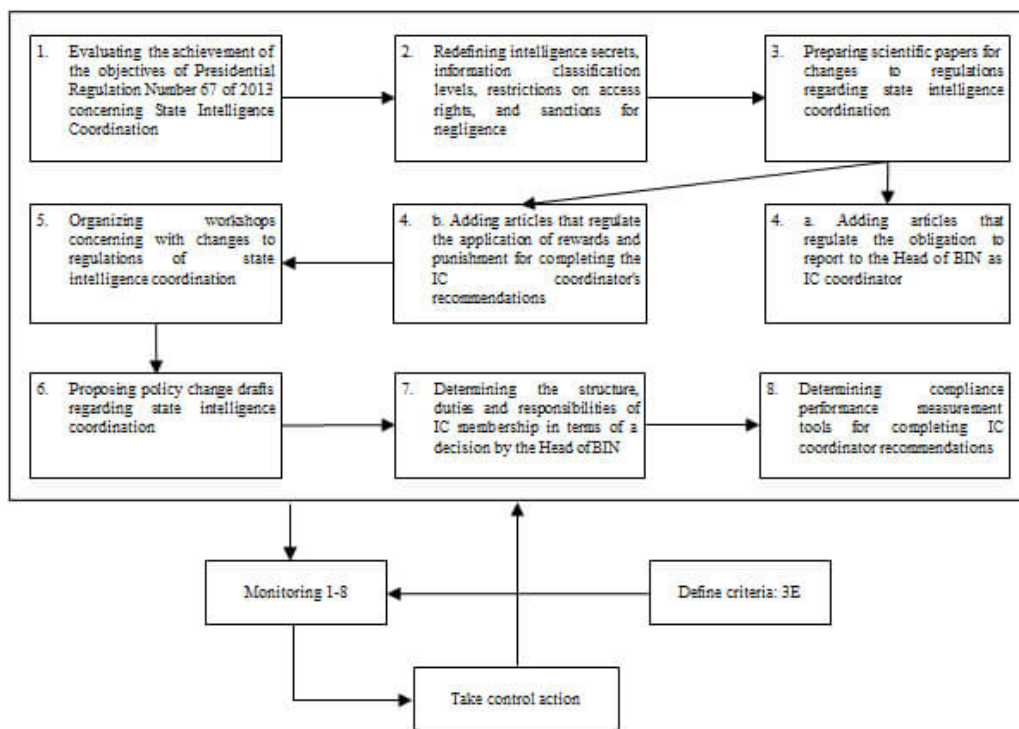 1. Evaluating the achievement of
the objectives of Presidential
Regulation Number 67 of 2013
concerning State Intelligence
Coordination
2. Redefining intelligence secrets,
information classification
levels, restrictions on access
rights, and sanctions for
negligence
3. Preparing scientific papers for
changes to regulations
regarding state intelligence
coordination
5. Organizing workshops
concerning with changes to
regulations of state
intelligence coordination
4. b. Adding articles that regulate
the application of rewards and
punishment for completing the
IC coordinator's
recommendations
4. a. Adding articles that
regulate the obligation to
report to the Head of BIN as
IC coordinator
6. Proposing policy change drafts
regarding state intelligence
coordination
7. Determining the structure,
duties and responsibilities of
IC membership in terms of a
decision by the Head of BIN
8. Determining compliance
performance measurement
tools for completing IC
coordinator recommendations
Monitoring 1-8
Define criteria: 3E
Take control action